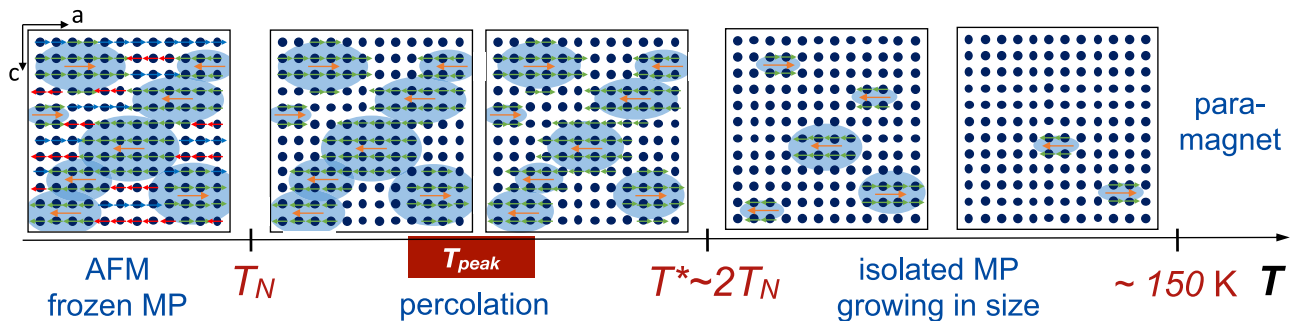 a
c
para-
magnet
T_N
T_peak
T*~2T_N
~ 150 K
T
AFM
frozen MP
percolation
isolated MP
growing in size